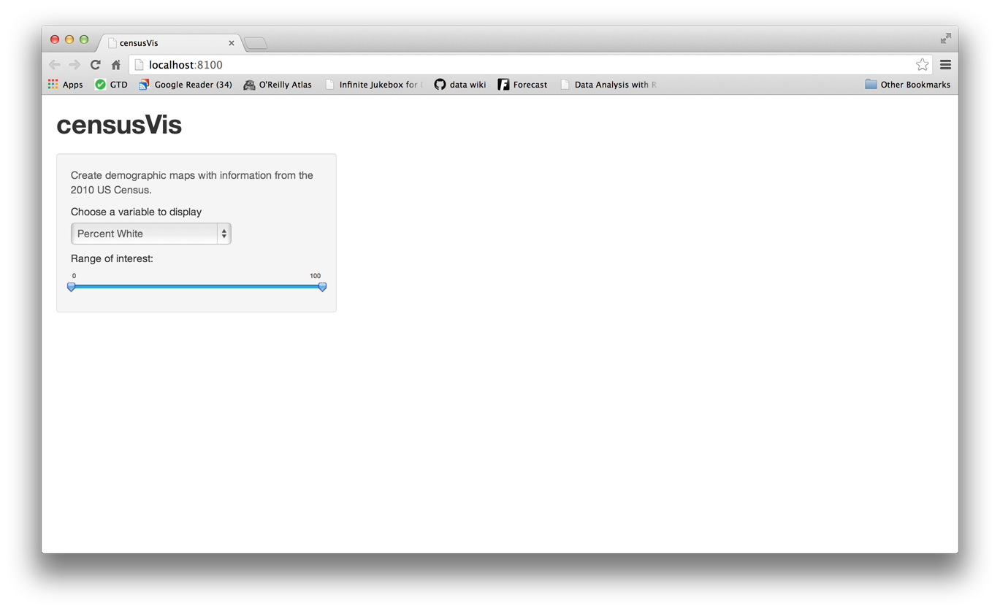 censusVis
localhost:8100
Apps GTD Google Reader (34) O'Reilly Atlas Infinite Jukebox for data wiki Forecast Data Analysis with R Other Bookmarks
censusVis
Create demographic maps with information from the
2010 US Census.
Choose a variable to display
Percent White
Range of interest:
0 100